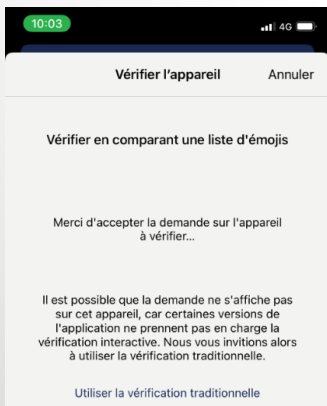 10:03
4G
Vérifier l'appareil Annuler
Vérifier en comparant une liste d'émojis
Merci d'accepter la demande sur l'appareil
à vérifier...
Il est possible que la demande ne s'affiche pas
sur cet appareil, car certaines versions de
l'application ne prennent pas en charge la
vérification interactive. Nous vous invitions alors
à utiliser la vérification traditionnelle.
Utiliser la vérification traditionnelle